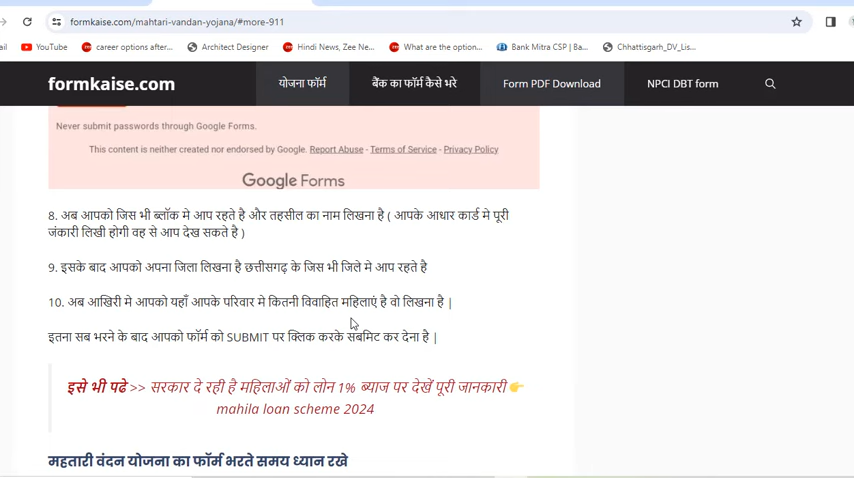 formkaise.com/mahtari-vandan-yojana/#more-911
YouTube
career options after...
Architect Designer
Hindi News, Zee Ne...
What are the option...
Bank Mitra CSP | Ba...
Chhattisgarh_DV_Lis...
formkaise.com
योजना फॉर्म
बैंक का फॉर्म कैसे भरे
Form PDF Download
NPCI DBT form
Never submit passwords through Google Forms.
This content is neither created nor endorsed by Google. Report Abuse - Terms of Service - Privacy Policy
Google Forms
8. अब आपको जिस भी ब्लॉक मे आप रहते है और तहसील का नाम लिखना है ( आपके आधार कार्ड मे पूरी
जंकारी लिखी होगी वह से आप देख सकते है )
9. इसके बाद आपको अपना जिला लिखना है छत्तीसगढ़ के जिस भी जिले मे आप रहते है
10. अब आखिरी मे आपको यहाँ आपके परिवार मे कितनी विवाहित महिलाएं है वो लिखना है |
इतना सब भरने के बाद आपको फॉर्म को SUBMIT पर क्लिक करके सबमिट कर देना है |
इसे भी पढे >> सरकार दे रही है महिलाओं को लोन 1% ब्याज पर देखें पूरी जानकारी 👉
mahila loan scheme 2024
महतारी वंदन योजना का फॉर्म भरते समय ध्यान रखे